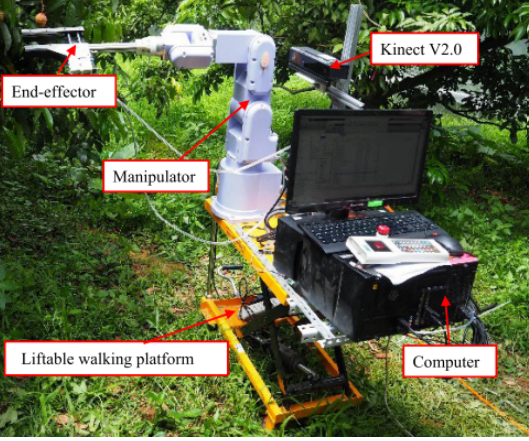 Kinect V2.0
End-effector
Manipulator
Liftable walking platform
Computer